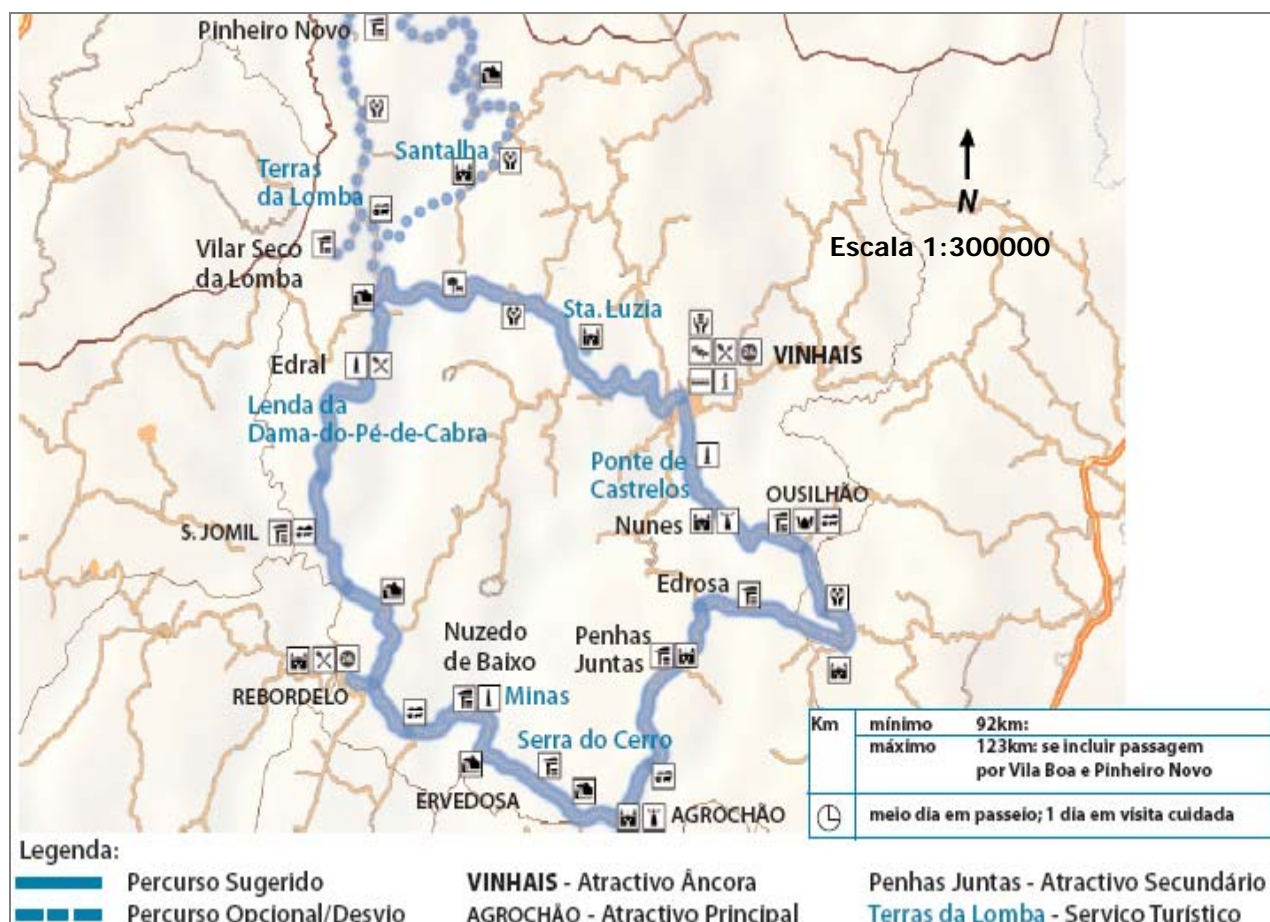 Pinheiro Novo
Santalha
Terras
da Lomba
Vilar Seco
da Lomba
N
Escala 1:300000
Sta. Luzia
VINHAIS
Edral
Lenda da
Dama-do-Pé-de-Cabra
Ponte de
Castrelos
OUSILHÃO
Nunes
S. JOMIL
Edrosa
Nuzedo
de Baixo
Penhas
Juntas
REBORDELO
Minas
Serra do Cerro
ERVEDOSA
AGROCHÃO
Km mínimo 92km:
máximo 123km: se incluir passagem
por Vila Boa e Pinheiro Novo
meio dia em passeio; 1 dia em visita cuidada
Legenda:
Percurso Sugerido VINHAIS - Atractivo Âncora Penhas Juntas - Atractivo Secundário
Percurso Opcional/Desvio AGROCHÃO - Atractivo Principal Terras da Lomba - Serviço Turístico